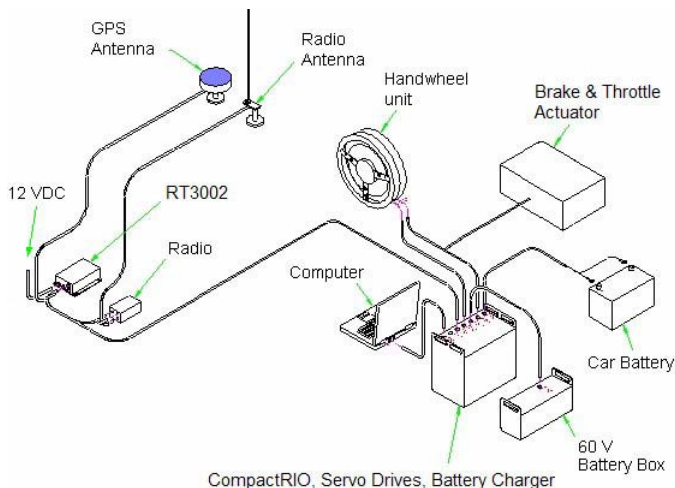 GPS
Antenna
Radio
Antenna
Handwheel
unit
Brake & Throttle
Actuator
12 VDC
RT3002
Radio
Computer
Car Battery
60 V
Battery Box
CompactRIO, Servo Drives, Battery Charger